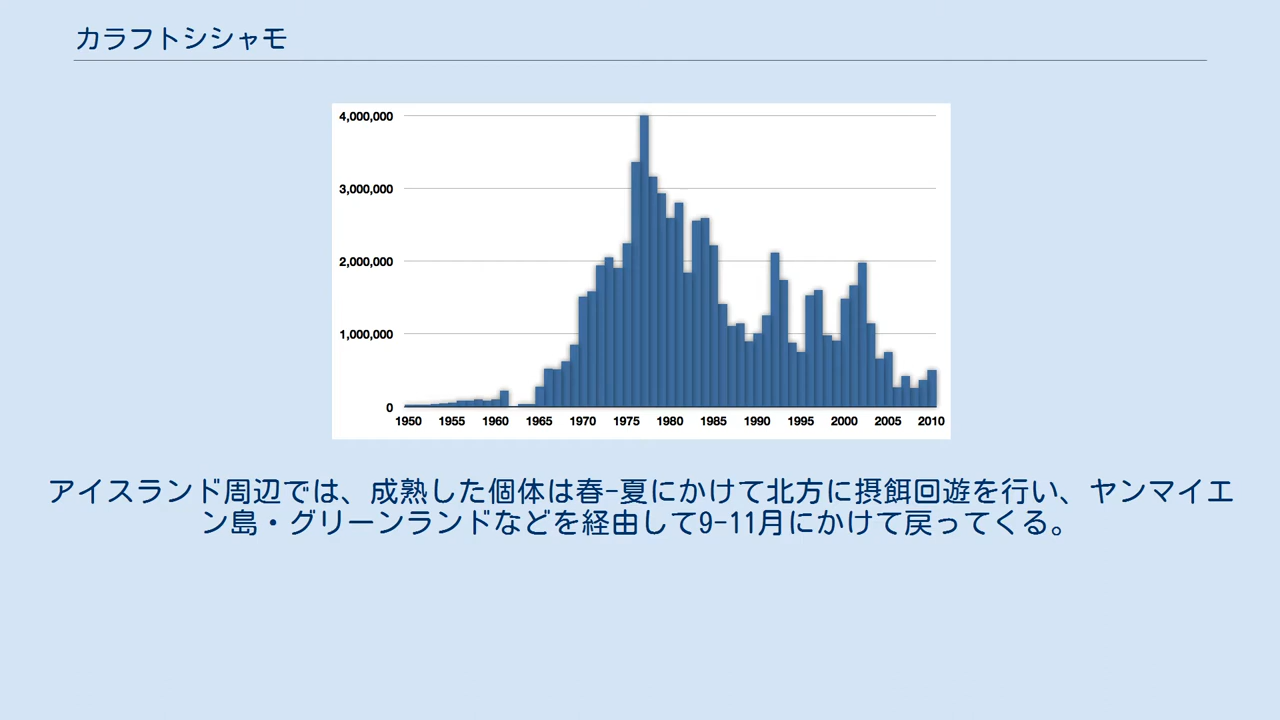 カラフトシシャモ
4,000,000
3,000,000
2,000,000
1,000,000
0
1950 1955 1960 1965 1970 1975 1980 1985 1990 1995 2000 2005 2010
アイスランド周辺では、成熟した個体は春-夏にかけて北方に摂餌回遊を行い、ヤンマイエ
ン島・グリーンランドなどを経由して9-11月にかけて戻ってくる。